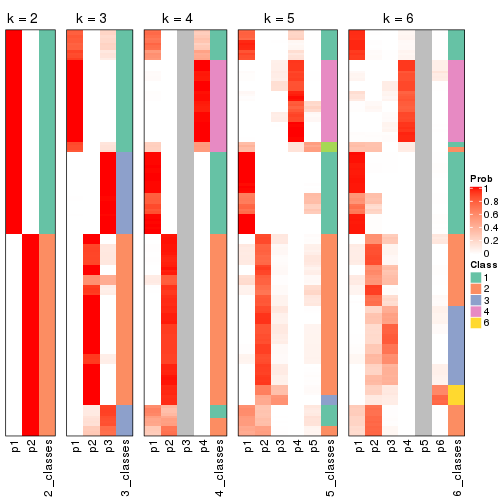 k = 2
k = 3
k = 4
k = 5
k = 6
p1
p2
2_classes
p1
p2
p3
3_classes
p1
p2
p3
p4
4_classes
p1
p2
p3
p4
p5
5_classes
p1
p2
p3
p4
p5
p6
6_classes
Prob
1
0.8
0.6
0.4
0.2
0
Class
1
2
3
4
6